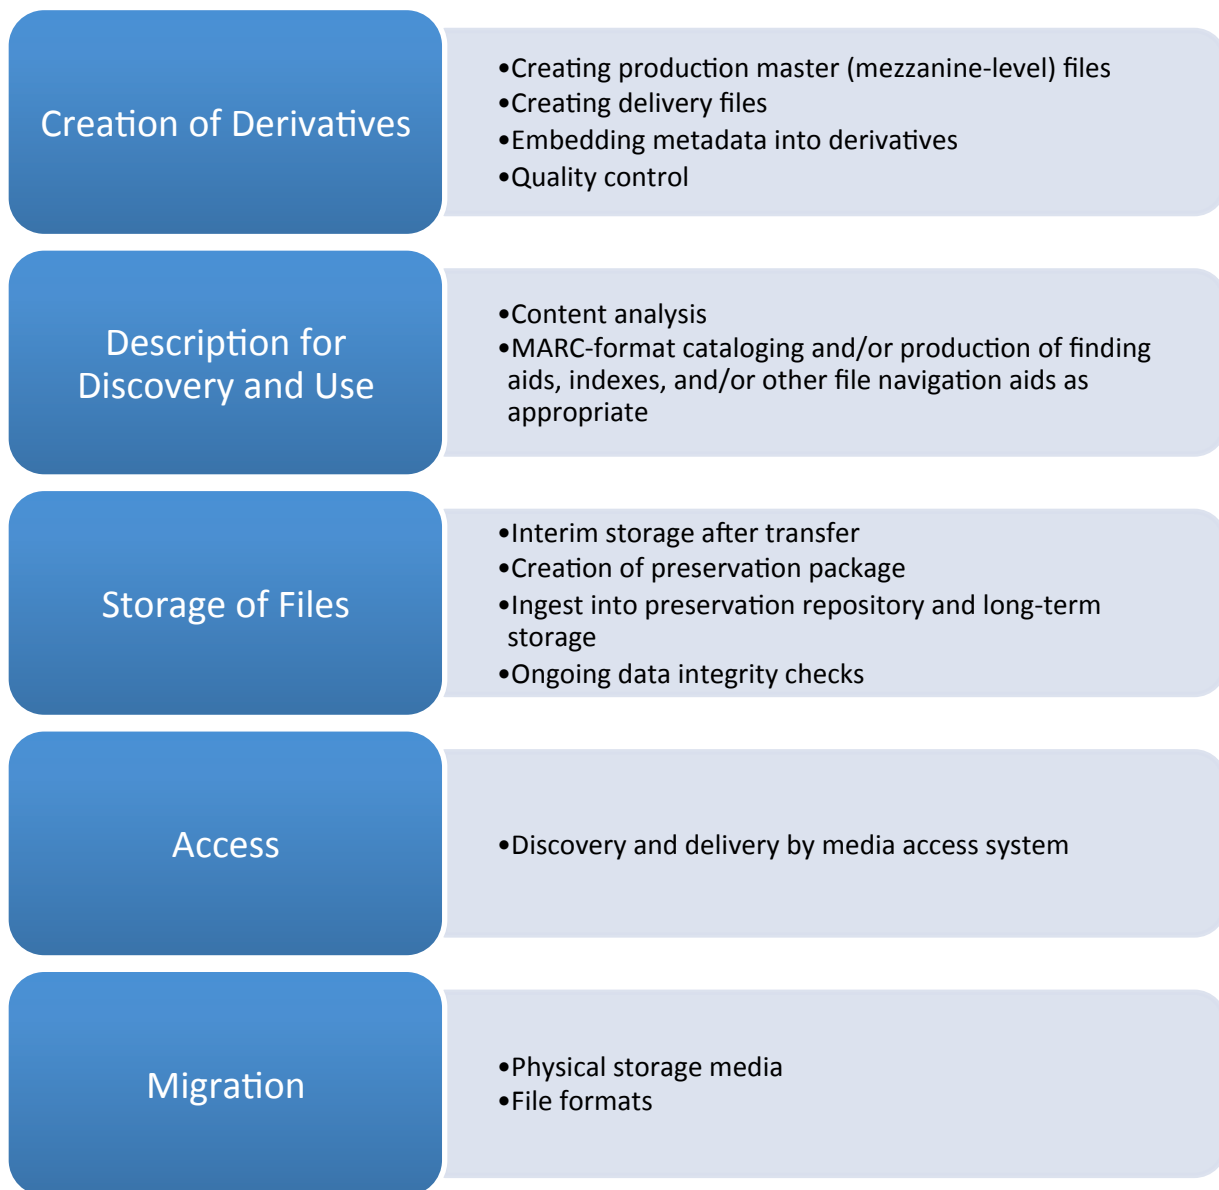 Creation of Derivatives
•Creating production master (mezzanine-level) files
•Creating delivery files
•Embedding metadata into derivatives
•Quality control
Description for
Discovery and Use
•Content analysis
•MARC-format cataloging and/or production of finding
aids, indexes, and/or other file navigation aids as
appropriate
Storage of Files
•Interim storage after transfer
•Creation of preservation package
•Ingest into preservation repository and long-term
storage
•Ongoing data integrity checks
Access
•Discovery and delivery by media access system
Migration
•Physical storage media
•File formats